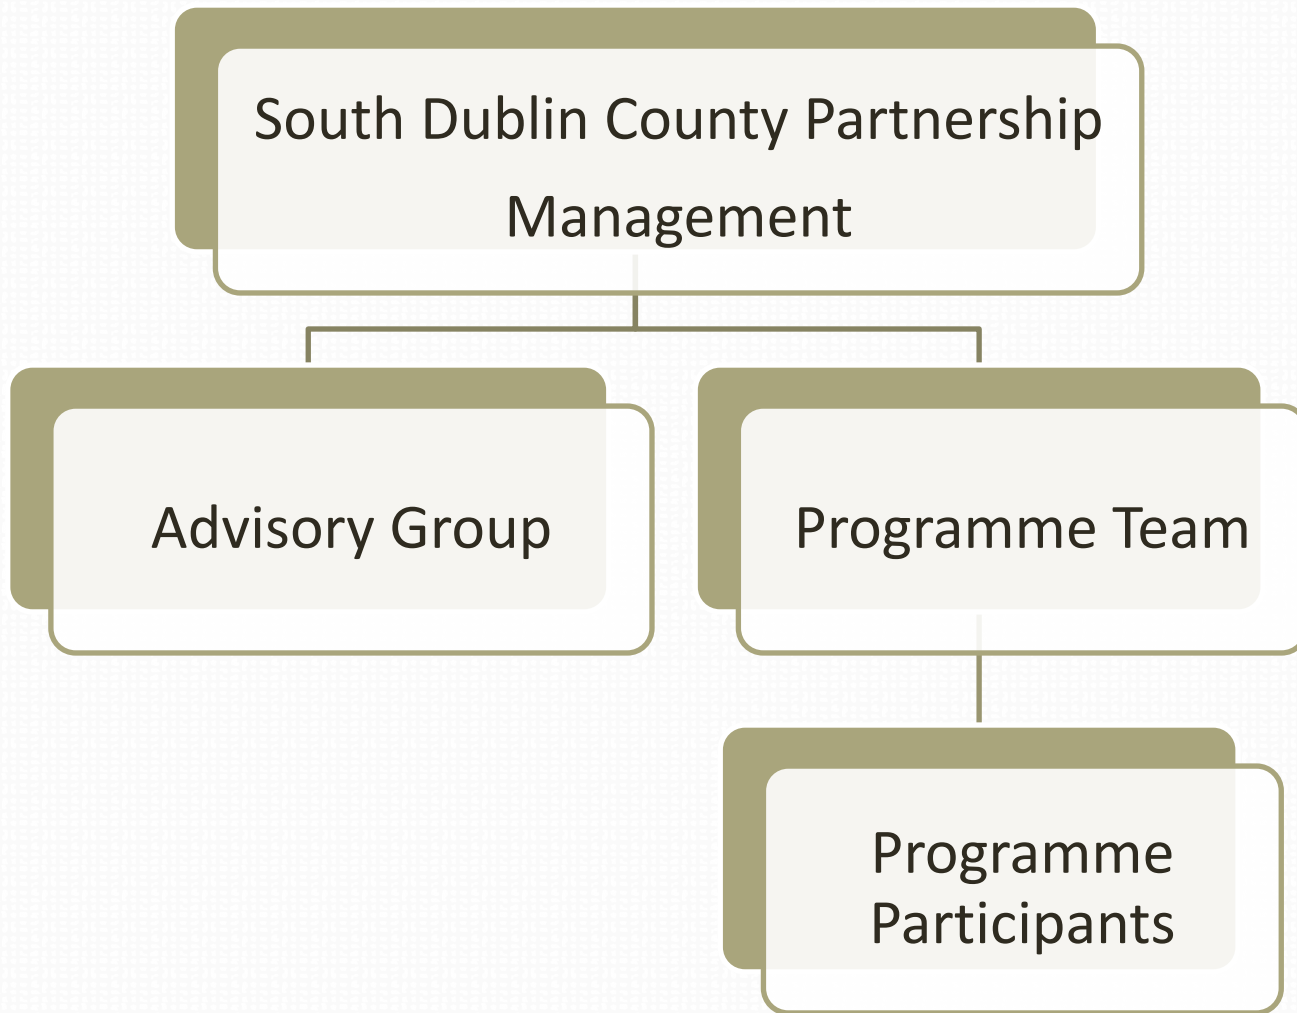 South Dublin County Partnership
Management
Advisory Group
Programme Team
Programme
Participants